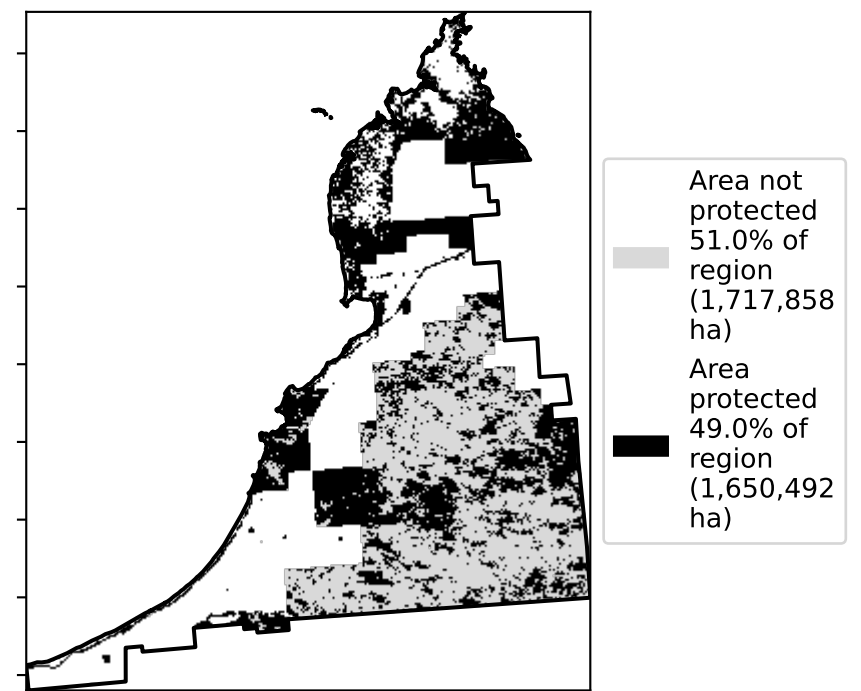 Area not
protected
51.0% of
region
(1,717,858
ha)
Area
protected
49.0% of
region
(1,650,492
ha)